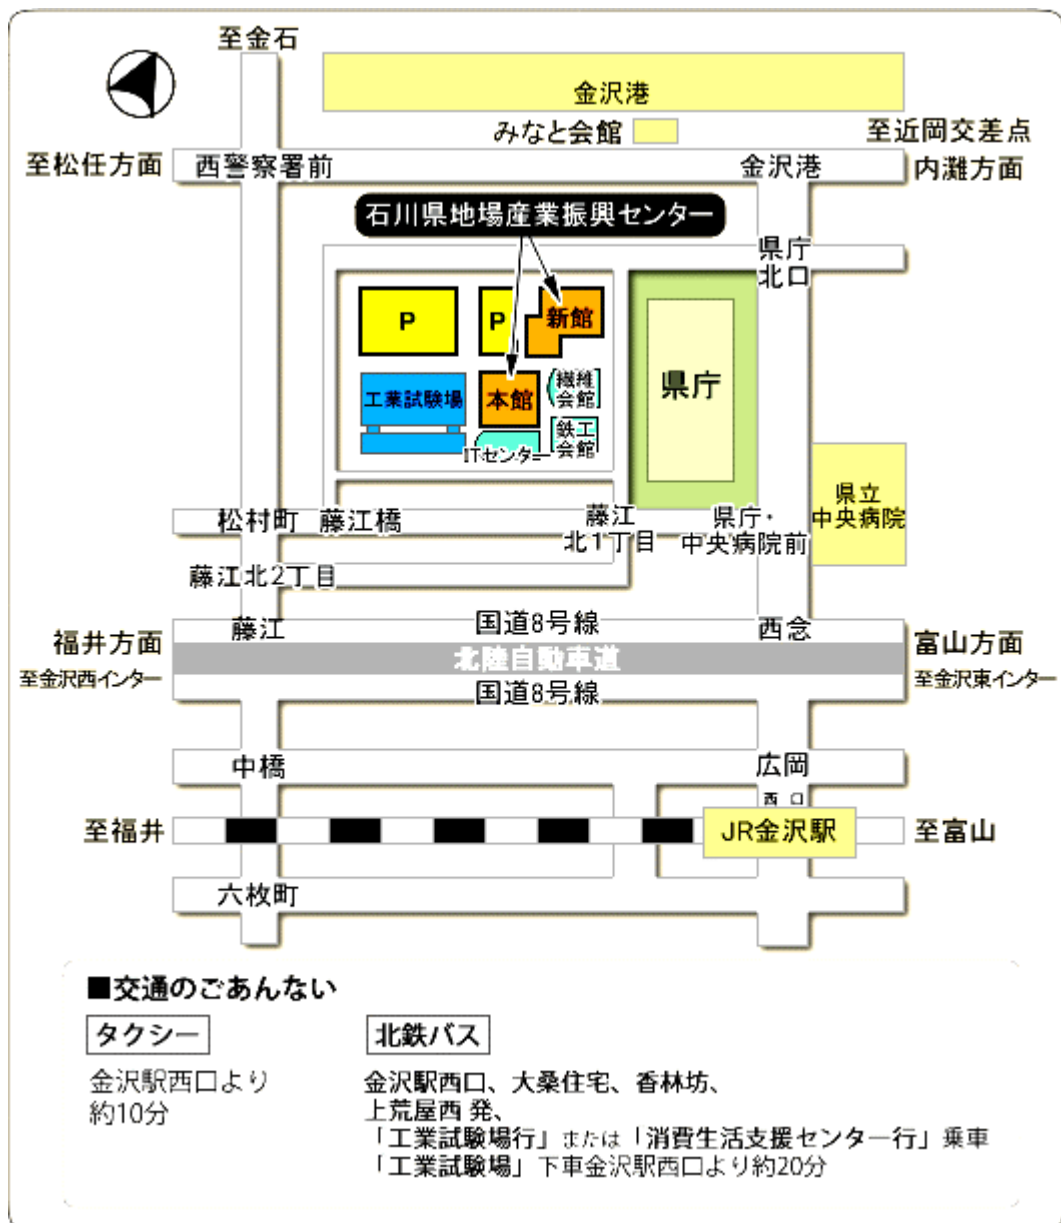 至金石
金沢港
みなと会館
至近岡交差点
至松任方面
西警察署前
金沢港
内灘方面
石川県地場産業振興センター
県庁
北口
P
P
新館
県庁
工業試験場
本館
繊維
会館
鉄工
会館
ITセンター
県立
中央病院
松村町
藤江橋
藤江
北1丁目
県庁・
中央病院前
藤江北2丁目
福井方面
藤江
国道8号線
西念
富山方面
北陸自動車道
至金沢西インター
至金沢東インター
国道8号線
中橋
広岡
西口
至福井
JR金沢駅
至富山
六枚町
■交通のごあんない
タクシー
金沢駅西口より
約10分
北鉄バス
金沢駅西口、大桑住宅、香林坊、
上荒屋西 発、
「工業試験場行」または「消費生活支援センター行」乗車
「工業試験場」下車金沢駅西口より約20分